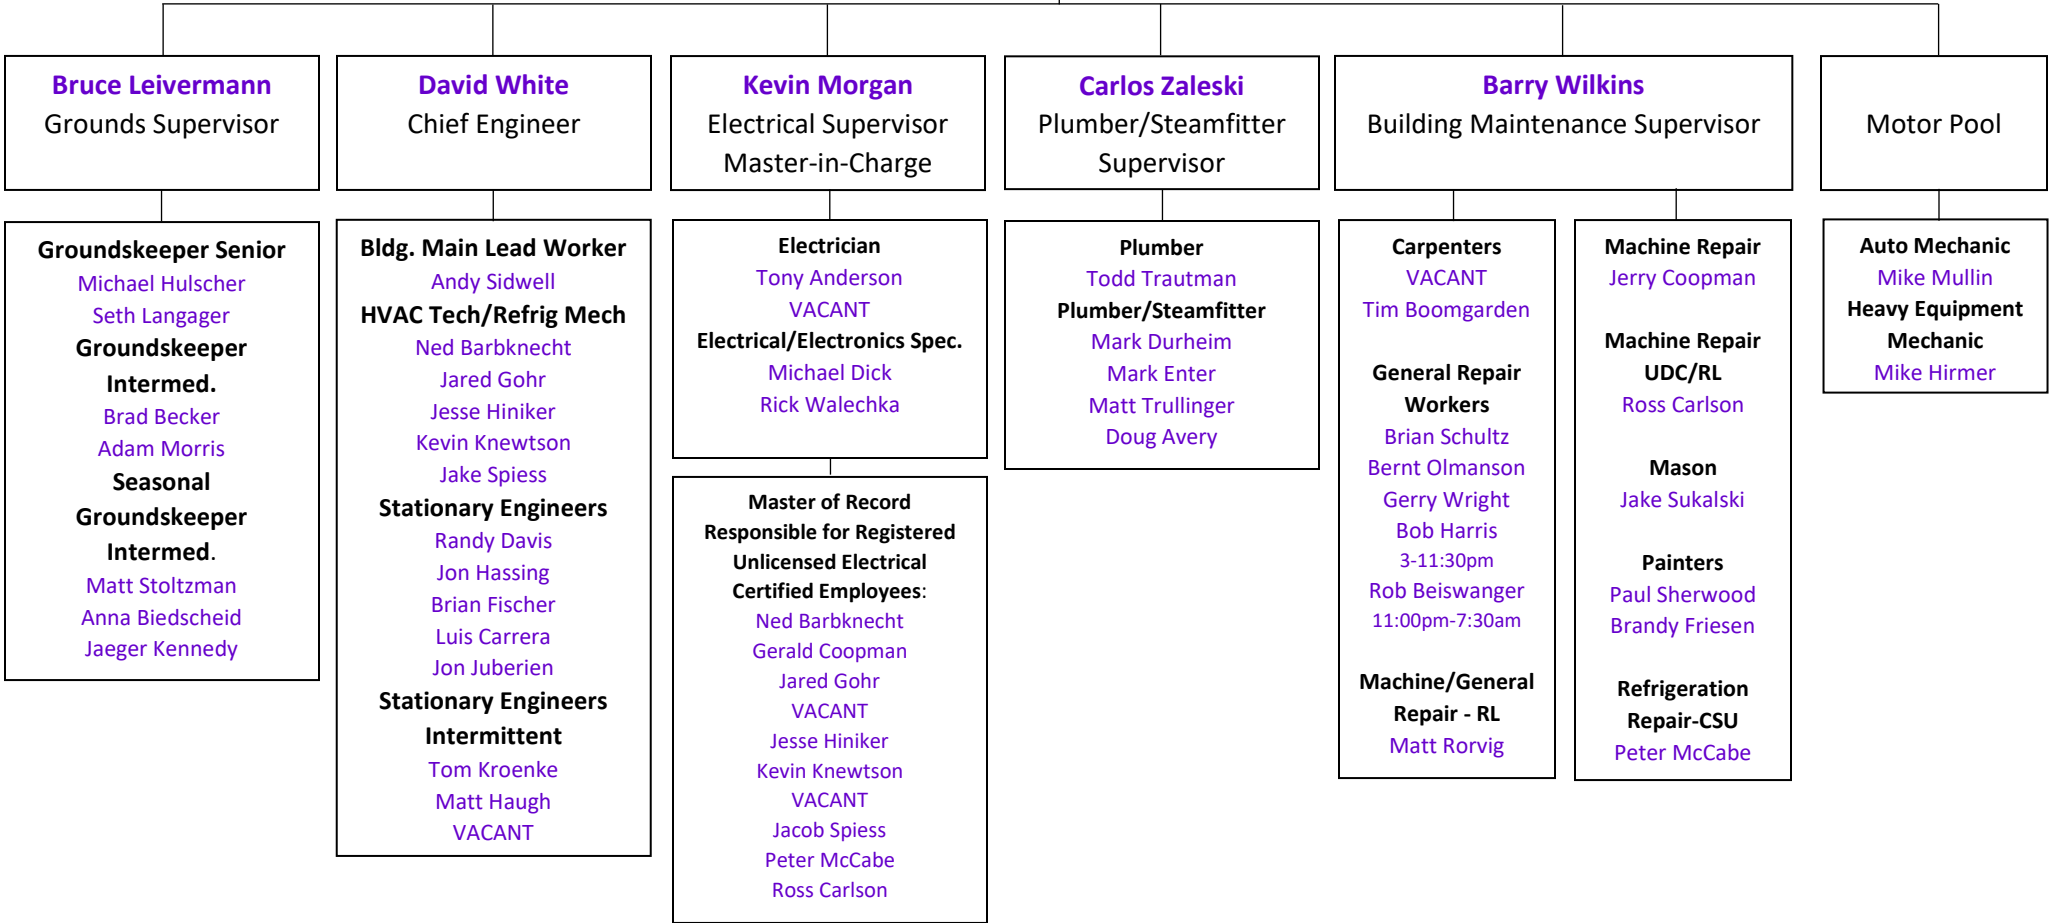 Bruce Leivermann
Grounds Supervisor
David White
Chief Engineer
Kevin Morgan
Electrical Supervisor
Master-in-Charge
Carlos Zaleski
Plumber/Steamfitter
Supervisor
Barry Wilkins
Building Maintenance Supervisor
Motor Pool
Groundskeeper Senior
Michael Hulscher
Seth Langager
Groundskeeper
Intermed.
Brad Becker
Adam Morris
Seasonal
Groundskeeper
Intermed.
Matt Stoltzman
Anna Biedscheid
Jaeger Kennedy
Bldg. Main Lead Worker
Andy Sidwell
HVAC Tech/Refrig Mech
Ned Barbknecht
Jared Gohr
Jesse Hiniker
Kevin Knewtson
Jake Spiess
Stationary Engineers
Randy Davis
Jon Hassing
Brian Fischer
Luis Carrera
Jon Juberien
Stationary Engineers
Intermittent
Tom Kroenke
Matt Haugh
VACANT
Electrician
Tony Anderson
VACANT
Electrical/Electronics Spec.
Michael Dick
Rick Walechka
Master of Record
Responsible for Registered
Unlicensed Electrical
Certified Employees:
Ned Barbknecht
Gerald Coopman
Jared Gohr
VACANT
Jesse Hiniker
Kevin Knewtson
VACANT
Jacob Spiess
Peter McCabe
Ross Carlson
Plumber
Todd Trautman
Plumber/Steamfitter
Mark Durheim
Mark Enter
Matt Trullinger
Doug Avery
Carpenters
VACANT
Tim Boomgarden
General Repair
Workers
Brian Schultz
Bernt Olmanson
Gerry Wright
Bob Harris
3-11:30pm
Rob Beiswanger
11:00pm-7:30am
Machine/General
Repair - RL
Matt Rorvig
Machine Repair
Jerry Coopman
Machine Repair
UDC/RL
Ross Carlson
Mason
Jake Sukalski
Painters
Paul Sherwood
Brandy Friesen
Refrigeration
Repair-CSU
Peter McCabe
Auto Mechanic
Mike Mullin
Heavy Equipment
Mechanic
Mike Hirmer